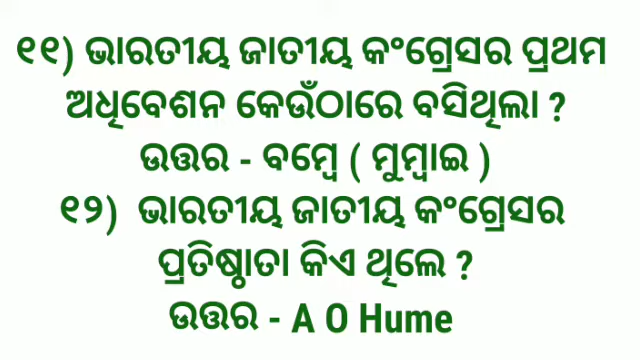 ୧୧) ଭାରତୀୟ ଜାତୀୟ କଂଗ୍ରେସର ପ୍ରଥମ
ଅଧିବେଶନ କେଉଁଠାରେ ବସିଥିଲା ?
ଉତ୍ତର - ବମ୍ବେ ( ମୁମ୍ବାଇ )
୧୨) ଭାରତୀୟ ଜାତୀୟ କଂଗ୍ରେସର
ପ୍ରତିଷ୍ଠାତା କିଏ ଥିଲେ ?
ଉତ୍ତର - A O Hume